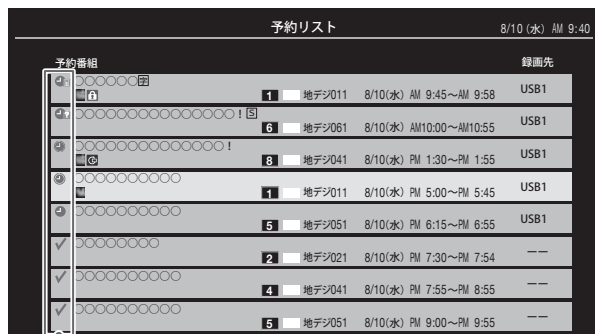 予約リスト
8/10 (水) AM 9:40
予約番組
録画先
○○○○○○字
1 地デジ011 8/10(水) AM 9:45～AM 9:58 USB1
○○○○○○○○○○○○○○○！S
6 地デジ061 8/10(水) AM10:00～AM10:55 USB1
○○○○○○○○○○○○○○！
8 地デジ041 8/10(水) PM 1:30～PM 1:55 USB1
○○○○○○○○○○
1 地デジ011 8/10(水) PM 5:00～PM 5:45 USB1
○○○○○○○○○○
5 地デジ051 8/10(水) PM 6:15～PM 6:55 USB1
○○○○○○○○
2 地デジ021 8/10(水) PM 7:30～PM 7:54 ーー
○○○○○○○○○○
4 地デジ041 8/10(水) PM 7:55～PM 8:55 ーー
○○○○○○○○○○
5 地デジ051 8/10(水) PM 9:00～PM 9:55 ーー